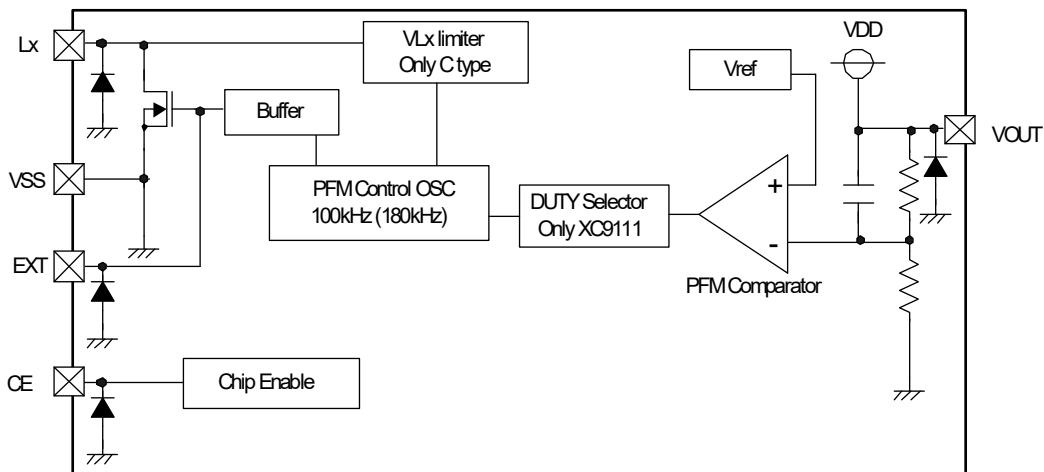 Lx
VLx limiter
Only C type
VDD
Vref
Buffer
VOUT
VSS
PFM Control OSC
100kHz (180kHz)
DUTY Selector
Only XC9111
+
-
EXT
PFM Comparator
CE
Chip Enable